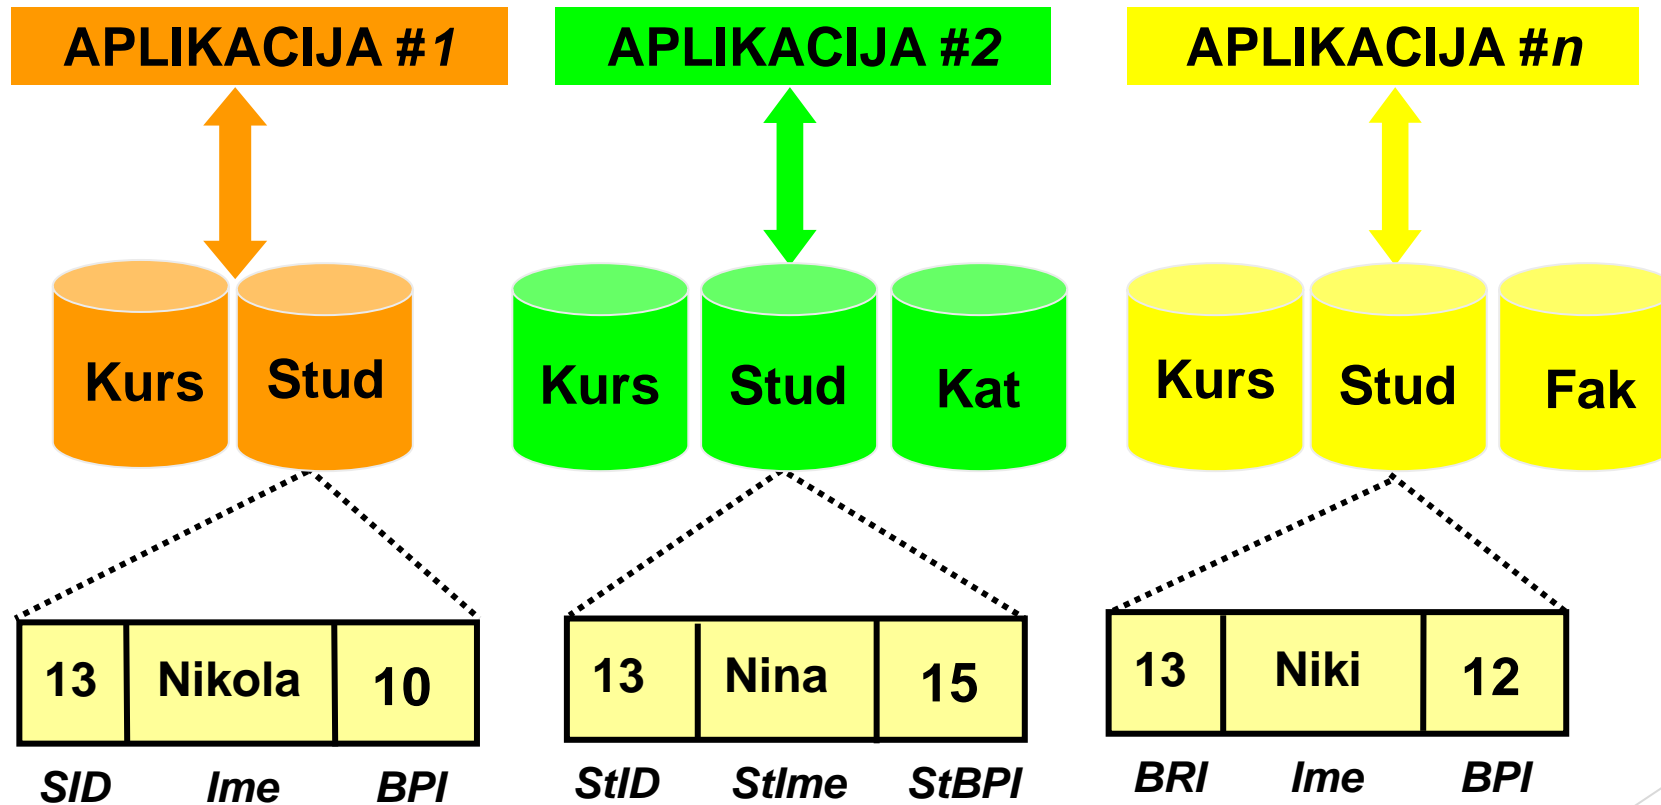 APLIKACIJA #1
APLIKACIJA #2
APLIKACIJA #n
Kurs
Stud
Kurs
Stud
Kat
Kurs
Stud
Fak
13 Nikola 10
SID Ime BPI
13 Nina 15
StID StIme StBPI
13 Niki 12
BRI Ime BPI